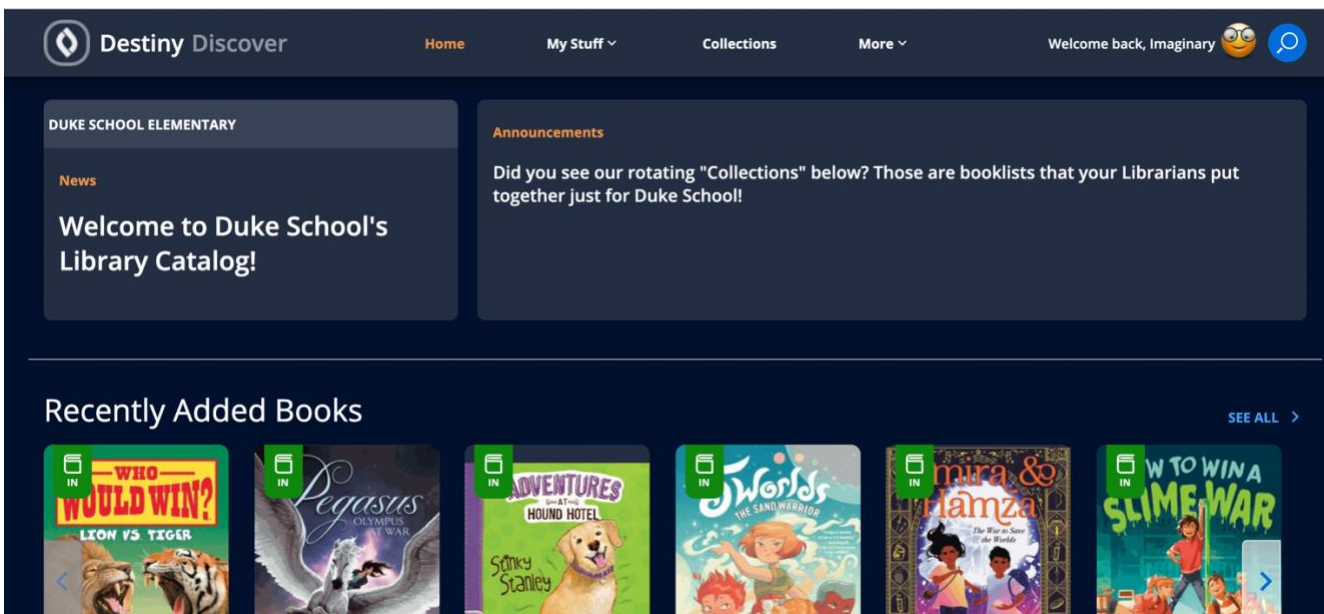 Destiny Discover
Home
My Stuff
Collections
More
Welcome back, Imaginary
DUKE SCHOOL ELEMENTARY
News
Welcome to Duke School's
Library Catalog!
Announcements
Did you see our rotating "Collections" below? Those are booklists that your Librarians put
together just for Duke School!
Recently Added Books
SEE ALL
IN
WHO
WOULD WIN?
LION VS. TIGER
IN
Pegasus
OLYMPUS
AT WAR
IN
ADVENTURES
AT
HOUND HOTEL
Stinky
Stanley
IN
Worlds
THE SAND WARRIOR
IN
mira &
Hamza
The War to Save
the Worlds
IN
W TO WIN A
SLIME WAR